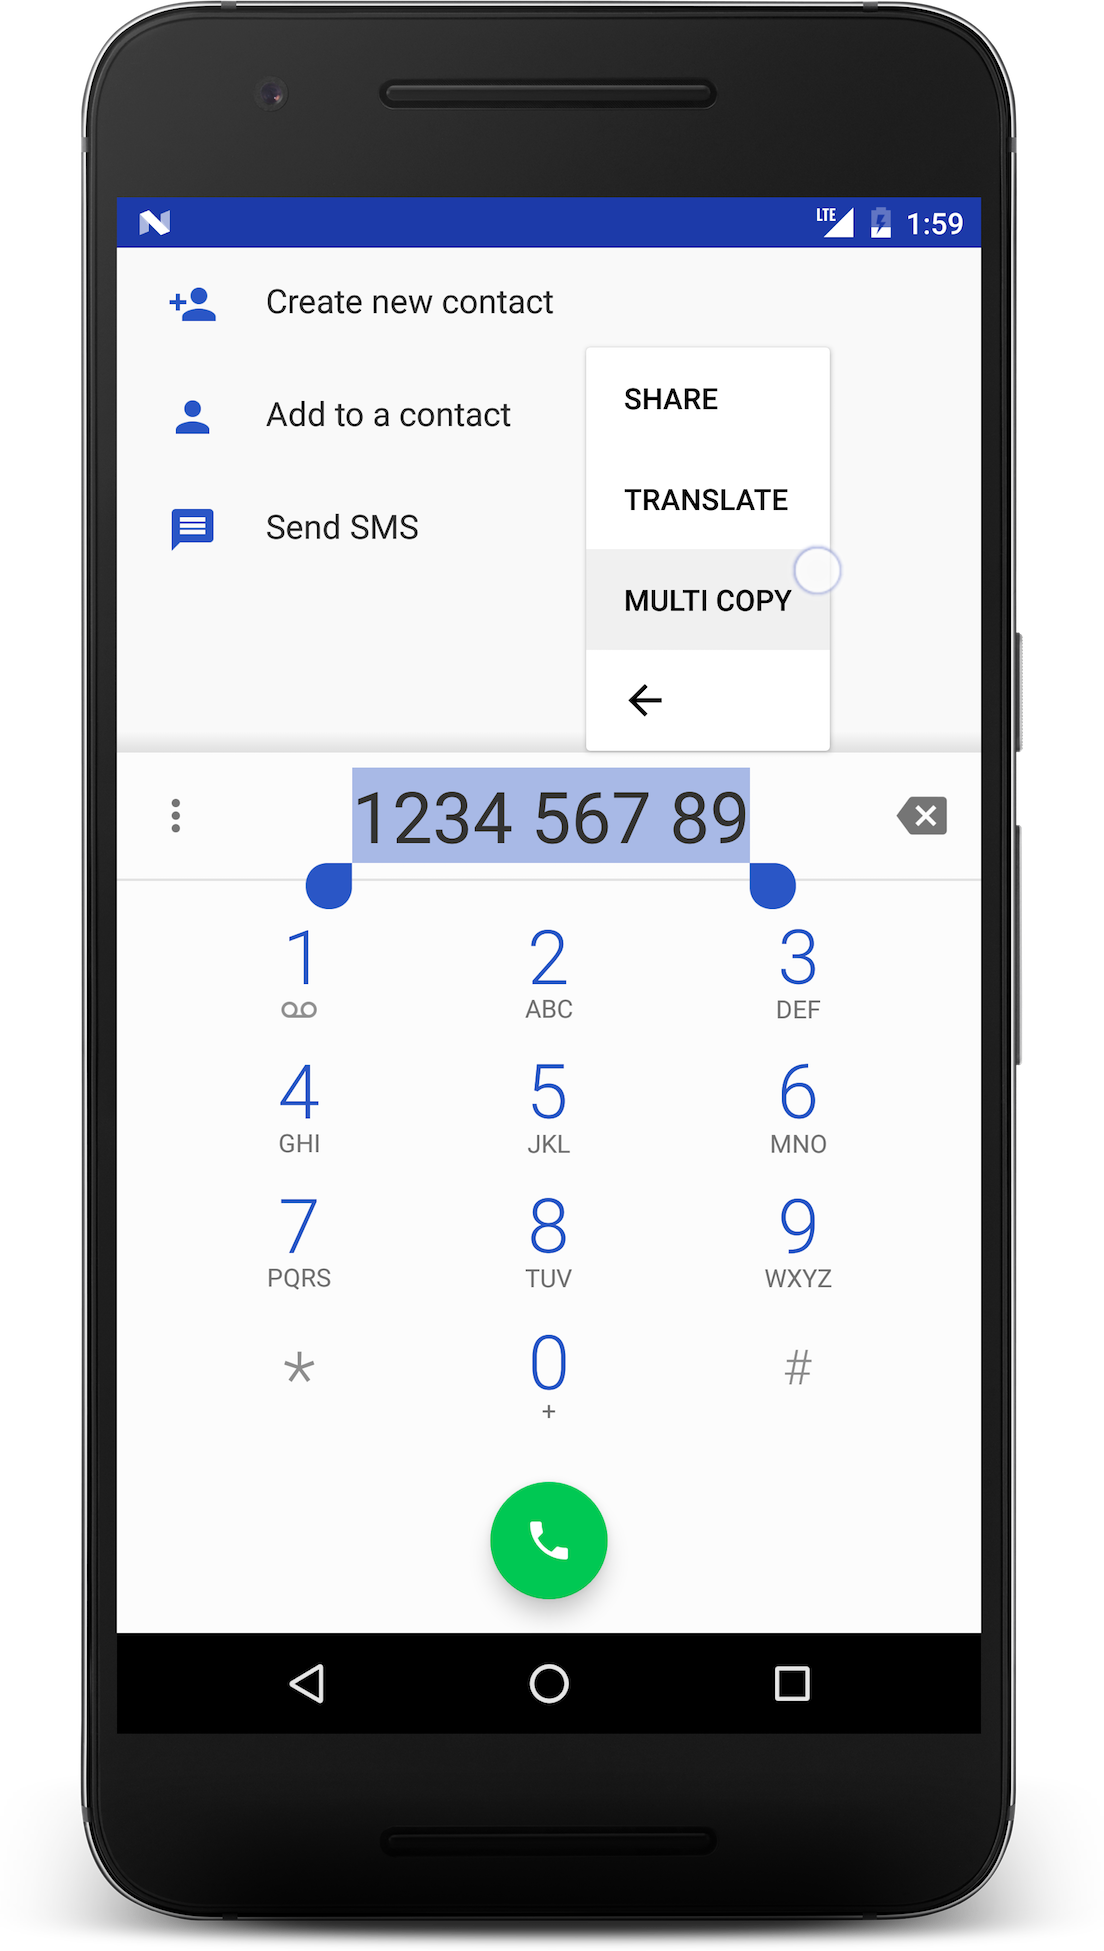 LTE 1:59
Create new contact
SHARE
Add to a contact
TRANSLATE
Send SMS
MULTI COPY
1234 567 89
1 2 3
ABC DEF
4 5 6
GHI JKL MNO
7 8 9
PQRS TUV WXYZ
* 0 #
+